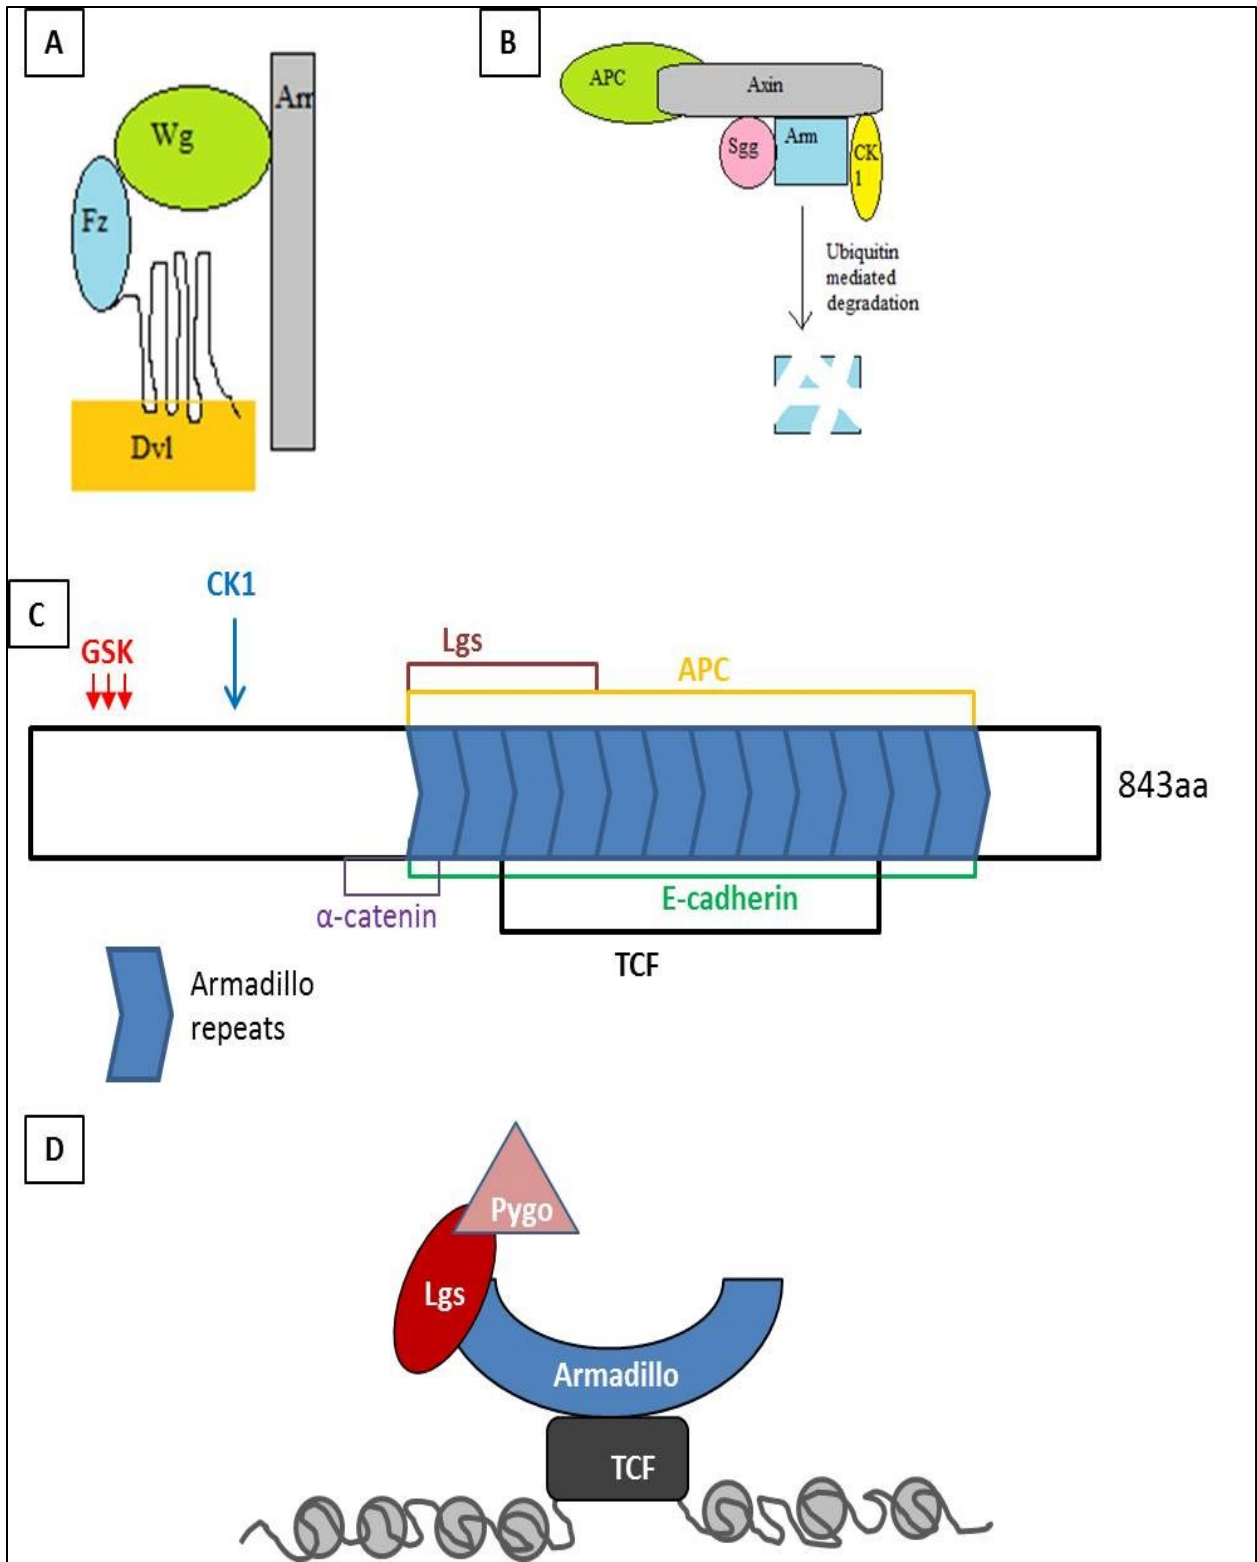 A
Arr
Wg
Fz
Dvl
B
APC
Axin
Sgg
Arm
CK
1
Ubiquitin
mediated
degradation
C
CK1
GSK
Lgs
APC
843aa
α-catenin
E-cadherin
TCF
Armadillo
repeats
D
Pygo
Lgs
Armadillo
TCF